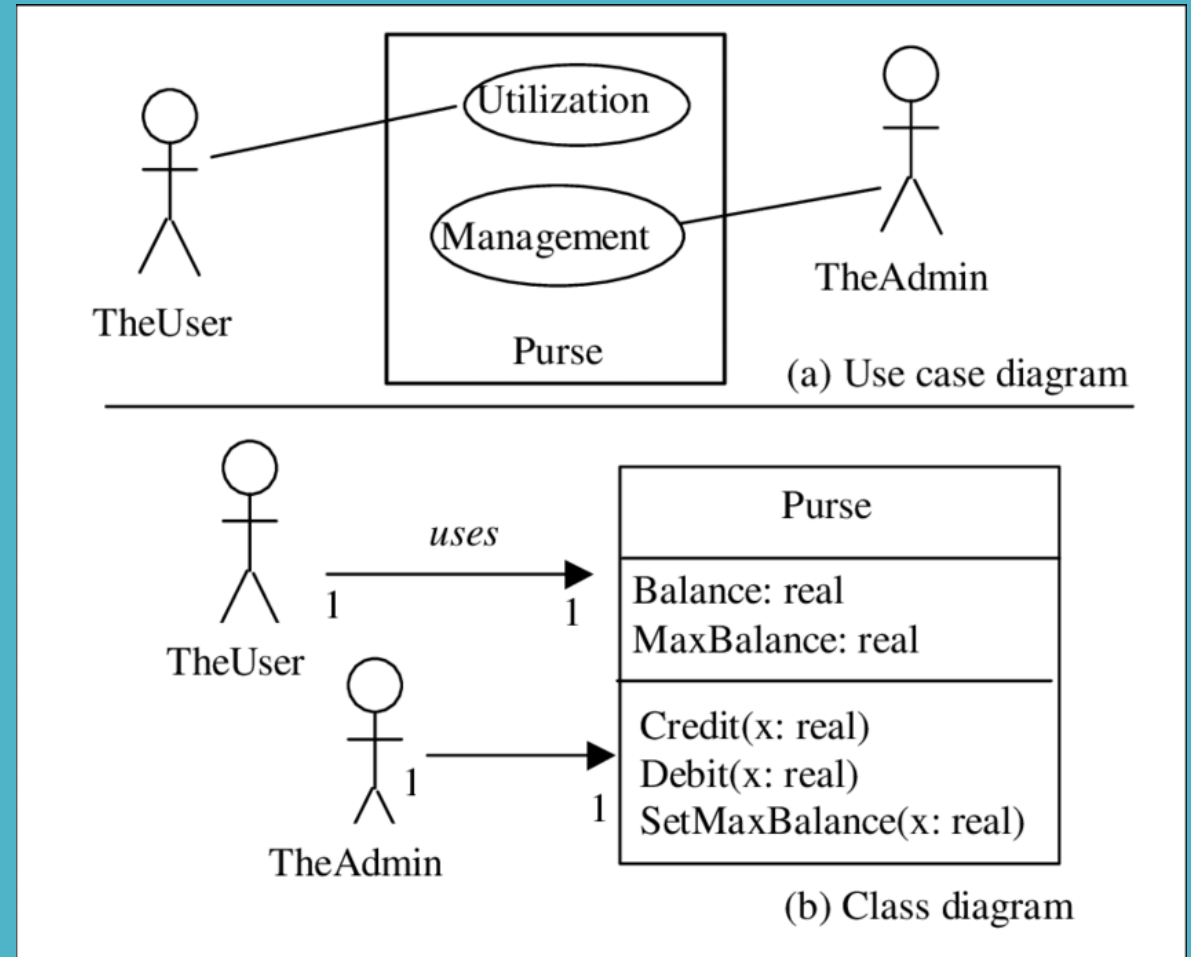 Utilization
Management
TheAdmin
TheUser
Purse
(a) Use case diagram
Purse
uses
Balance: real
1
1
MaxBalance: real
TheUser
Credit(x: real)
Debit(x: real)
1
1
SetMaxBalance(x: real)
TheAdmin
(b) Class diagram